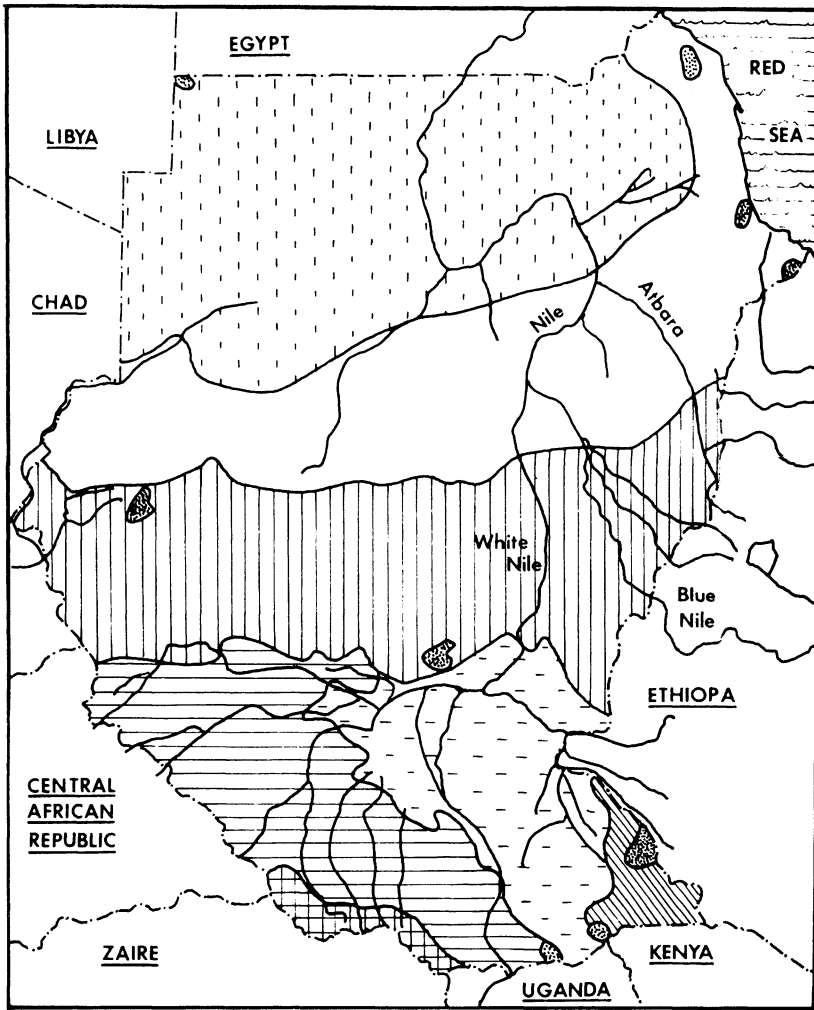 EGYPT
RED
SEA
LIBYA
CHAD
Nile
Atbara
White
Nile
Blue
Nile
ETHIOPA
CENTRAL
AFRICAN
REPUBLIC
ZAIRE
KENYA
UGANDA